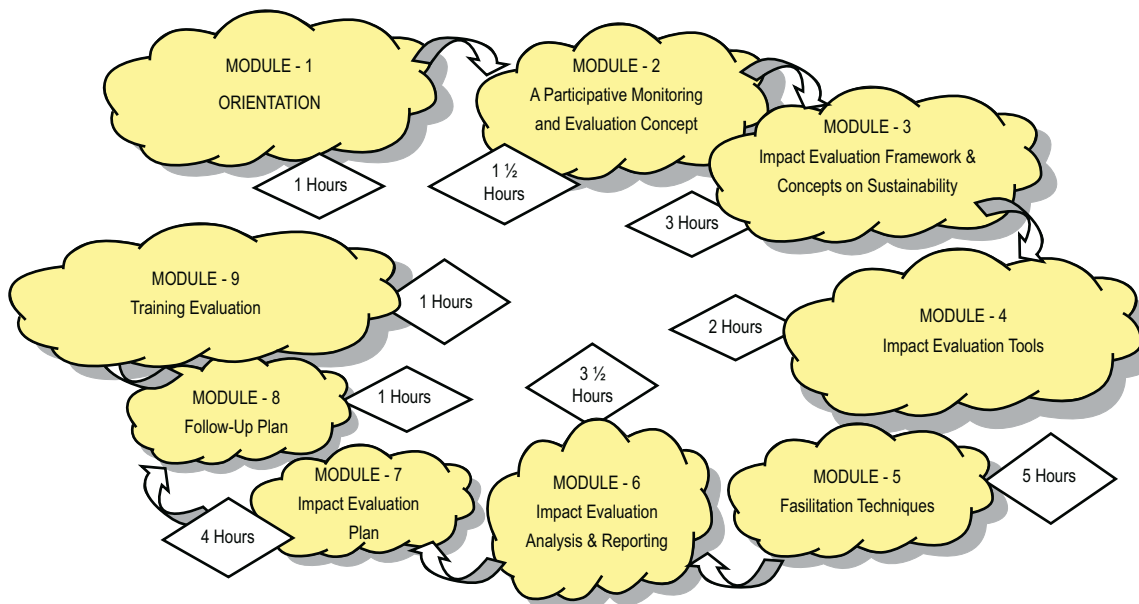 MODULE - 1
ORIENTATION
1 Hours
MODULE - 2
A Participative Monitoring
and Evaluation Concept
1 ½
Hours
MODULE - 3
Impact Evaluation Framework &
Concepts on Sustainability
3 Hours
MODULE - 4
Impact Evaluation Tools
2 Hours
MODULE - 5
Fasilitation Techniques
5 Hours
MODULE - 6
Impact Evaluation
Analysis & Reporting
3 ½
Hours
MODULE - 7
Impact Evaluation
Plan
4 Hours
MODULE - 8
Follow-Up Plan
1 Hours
MODULE - 9
Training Evaluation
1 Hours